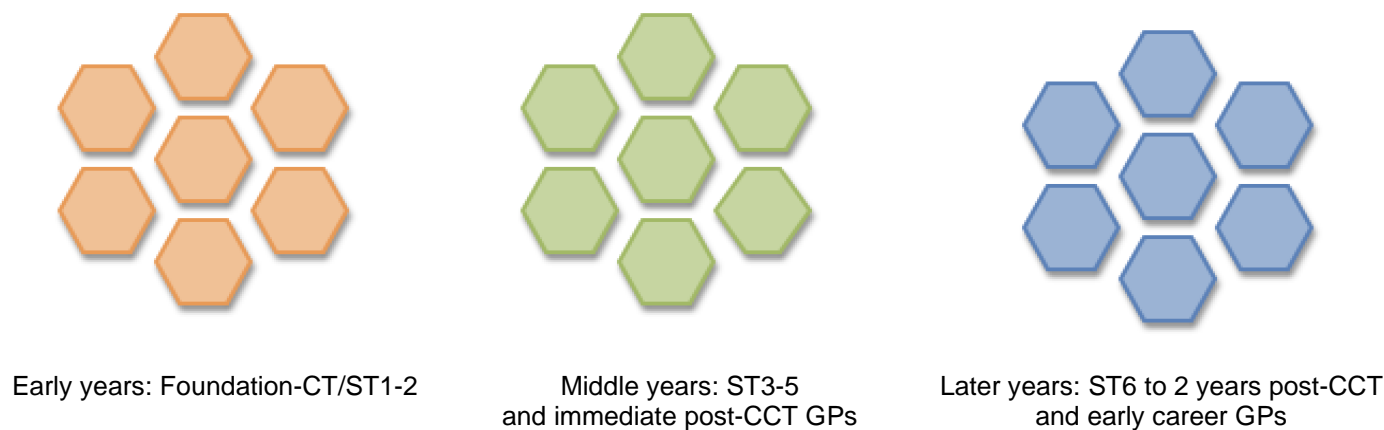 Early years: Foundation-CT/ST1-2
Middle years: ST3-5
and immediate post-CCT GPs
Later years: ST6 to 2 years post-CCT
and early career GPs